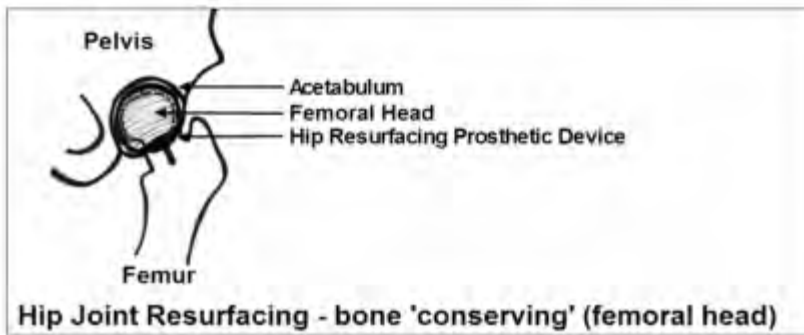 Pelvis
Acetabulum
Femoral Head
Hip Resurfacing Prosthetic Device
Femur
Hip Joint Resurfacing - bone 'conserving' (femoral head)